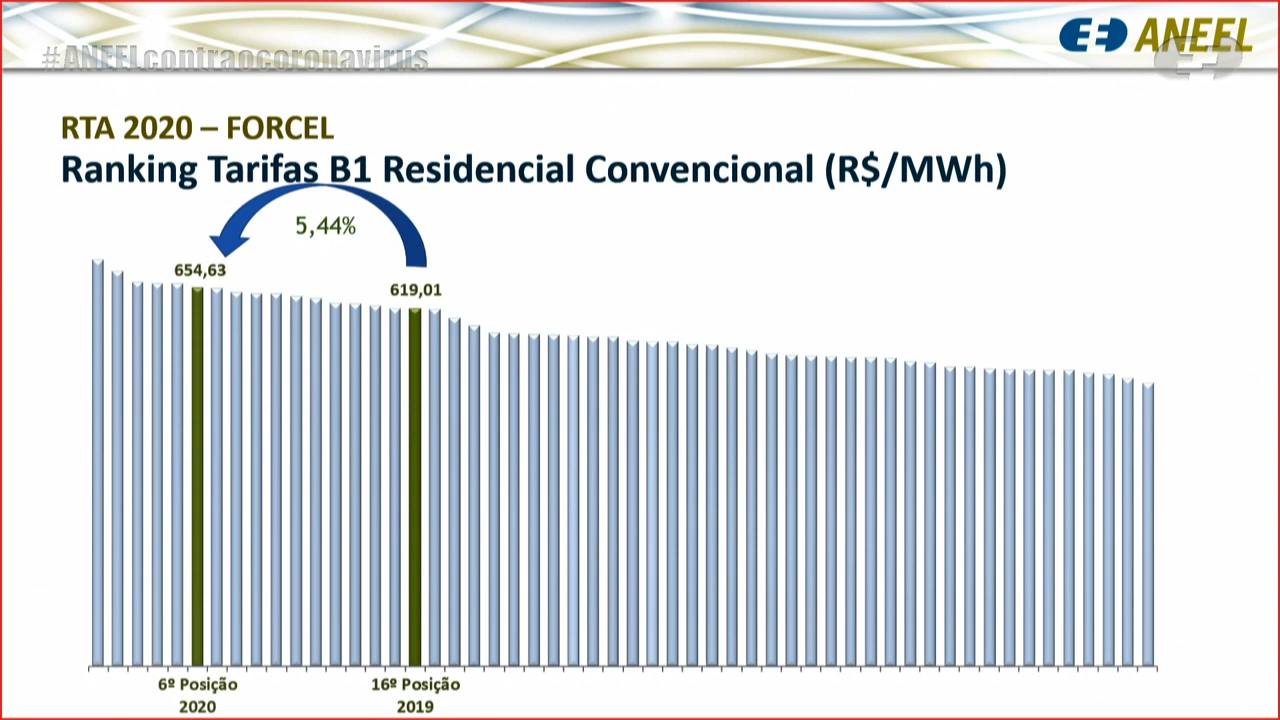 #ANEELcontraocoronavirus
ANEEL
RTA 2020 – FORCEL
Ranking Tarifas B1 Residencial Convencional (R$/MWh)
5,44%
654,63
619,01
6º Posição
2020
16º Posição
2019